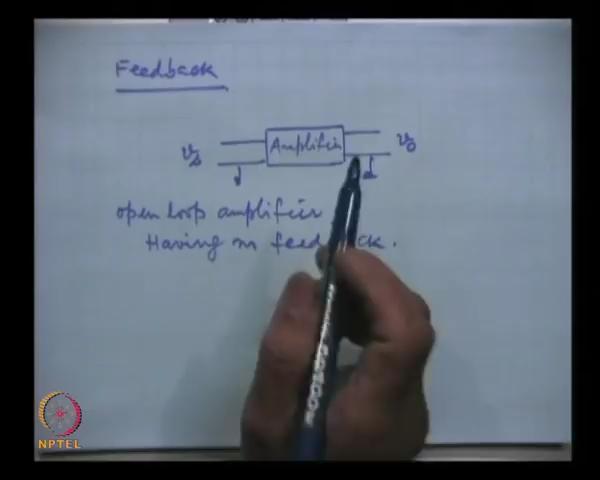 Feedback
vs Amplifier vo
open loop amplifier
Having no feedback.
NPTEL